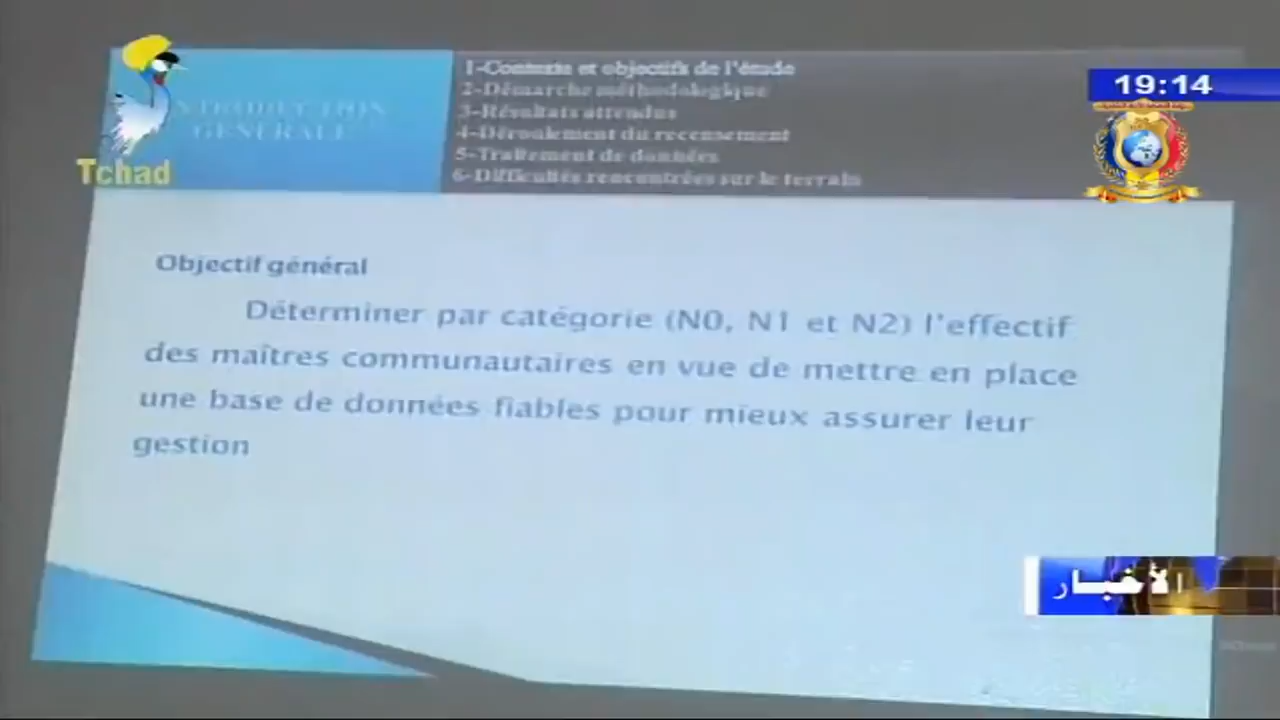 1-Contexte et objectifs de l'étude
2-Démarche méthodologique
3-Résultats attendus
4-Déroulement du recensement
5-Traitement de données
6-Difficultés rencontrées sur le terrain
19:14
INTRODUCTION
GENERALE
Tchad
Objectif général
Déterminer par catégorie (N0, N1 et N2) l'effectif
des maîtres communautaires en vue de mettre en place
une base de données fiables pour mieux assurer leur
gestion
الأخبار